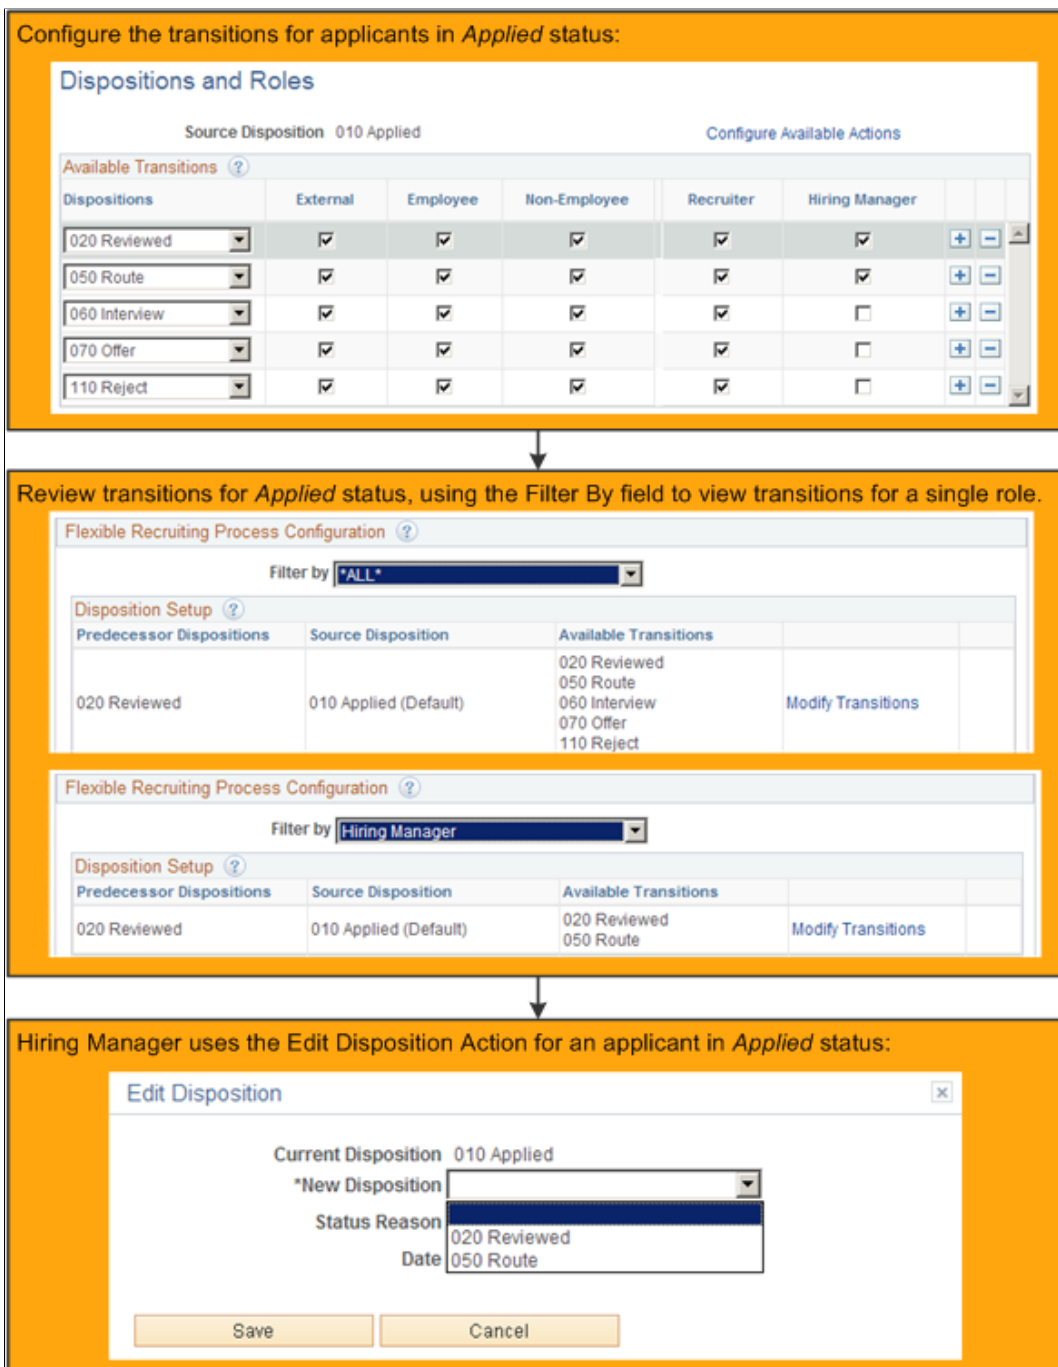 Configure the transitions for applicants in Applied status:
Dispositions and Roles
Source Disposition 010 Applied Configure Available Actions
Available Transitions ?
Dispositions External Employee Non-Employee Recruiter Hiring Manager
020 Reviewed
050 Route
060 Interview
070 Offer
110 Reject
Review transitions for Applied status, using the Filter By field to view transitions for a single role.
Flexible Recruiting Process Configuration ?
Filter by *ALL*
Disposition Setup ?
Predecessor Dispositions Source Disposition Available Transitions
020 Reviewed
050 Route
020 Reviewed 010 Applied (Default) 060 Interview Modify Transitions
070 Offer
110 Reject
Flexible Recruiting Process Configuration ?
Filter by Hiring Manager
Disposition Setup ?
Predecessor Dispositions Source Disposition Available Transitions
020 Reviewed 010 Applied (Default) 020 Reviewed Modify Transitions
050 Route
Hiring Manager uses the Edit Disposition Action for an applicant in Applied status:
Edit Disposition
Current Disposition 010 Applied
*New Disposition
Status Reason
020 Reviewed
Date 050 Route
Save Cancel